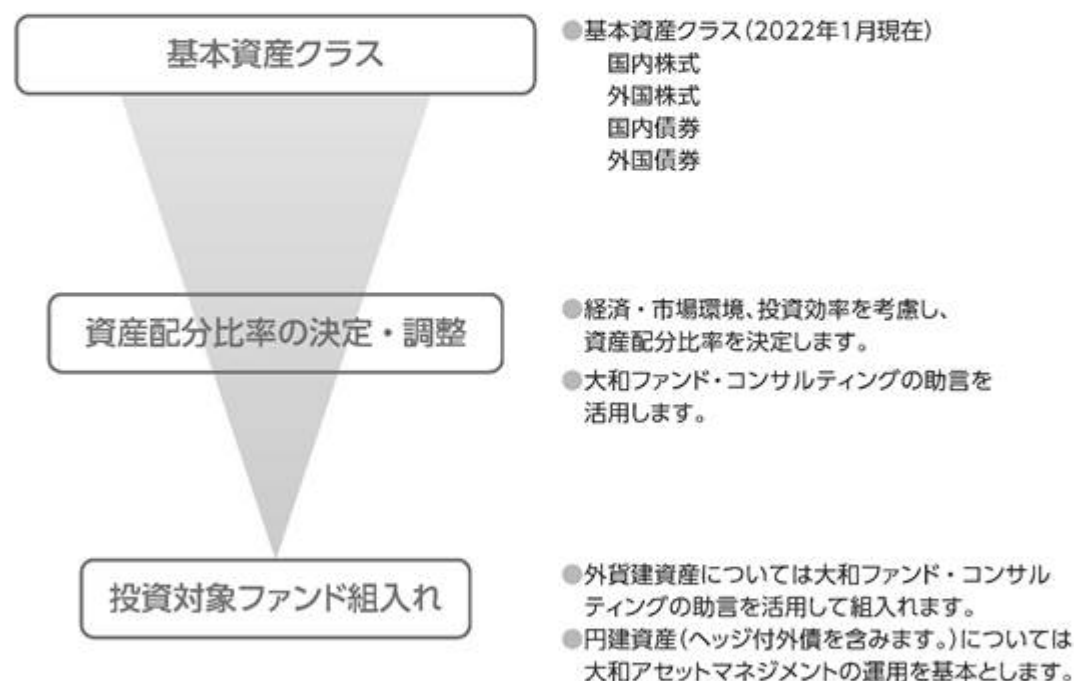 基本資産クラス
●基本資産クラス(2022年1月現在)
国内株式
外国株式
国内債券
外国債券
資産配分比率の決定・調整
●経済・市場環境、投資効率を考慮し、
資産配分比率を決定します。
●大和ファンド・コンサルティングの助言を
活用します。
投資対象ファンド組入れ
●外貨建資産については大和ファンド・コンサル
ティングの助言を活用して組入れます。
●円建資産(ヘッジ付外債を含みます。)については
大和アセットマネジメントの運用を基本とします。